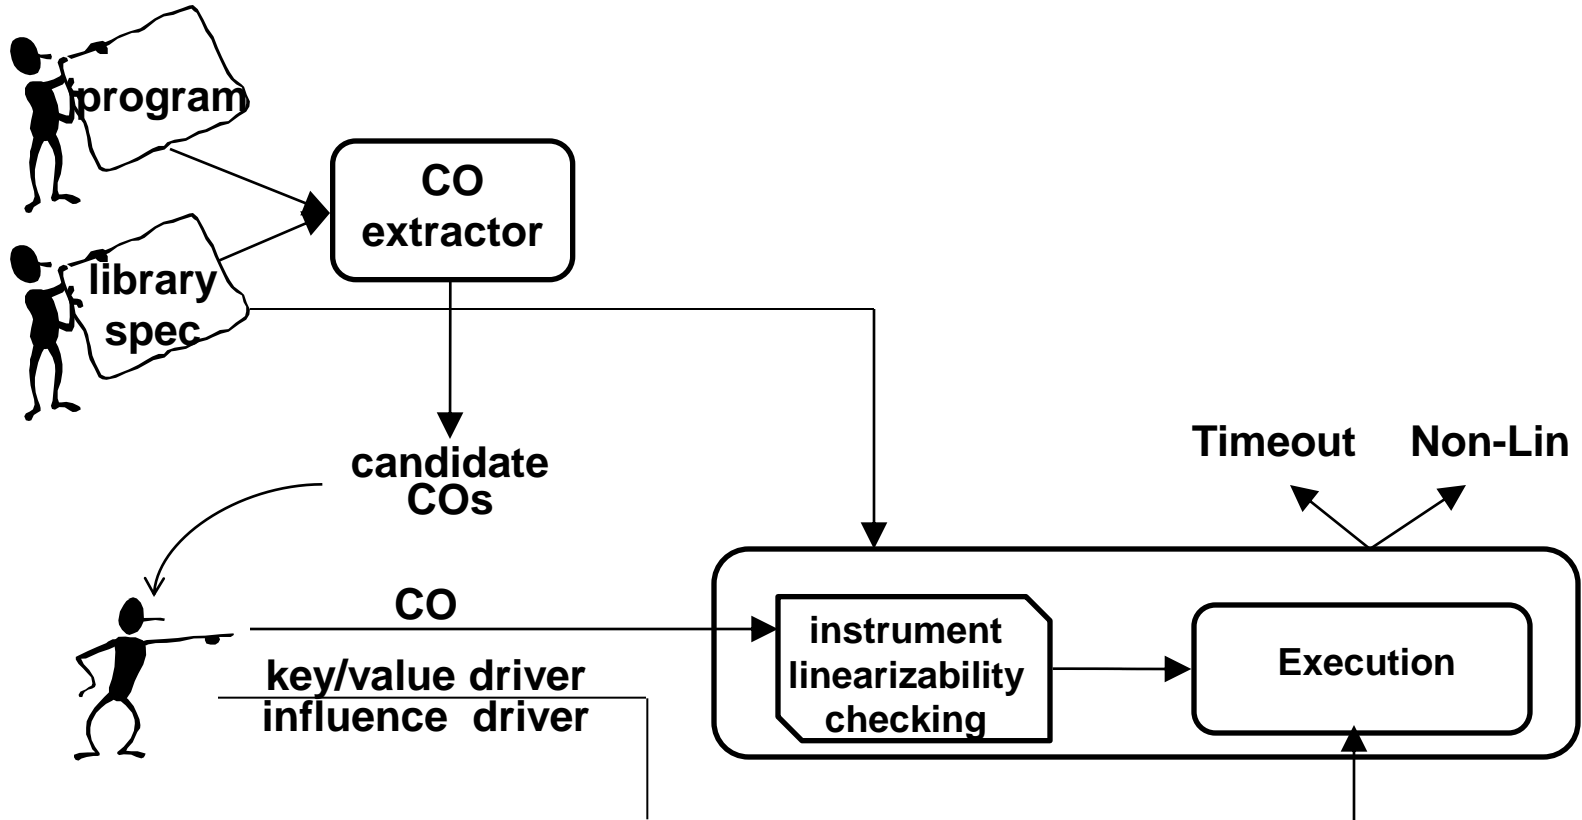 program
CO
extractor
library
spec
candidate
COs
Timeout
Non-Lin
CO
key/value driver
influence driver
instrument
linearizability
checking
Execution